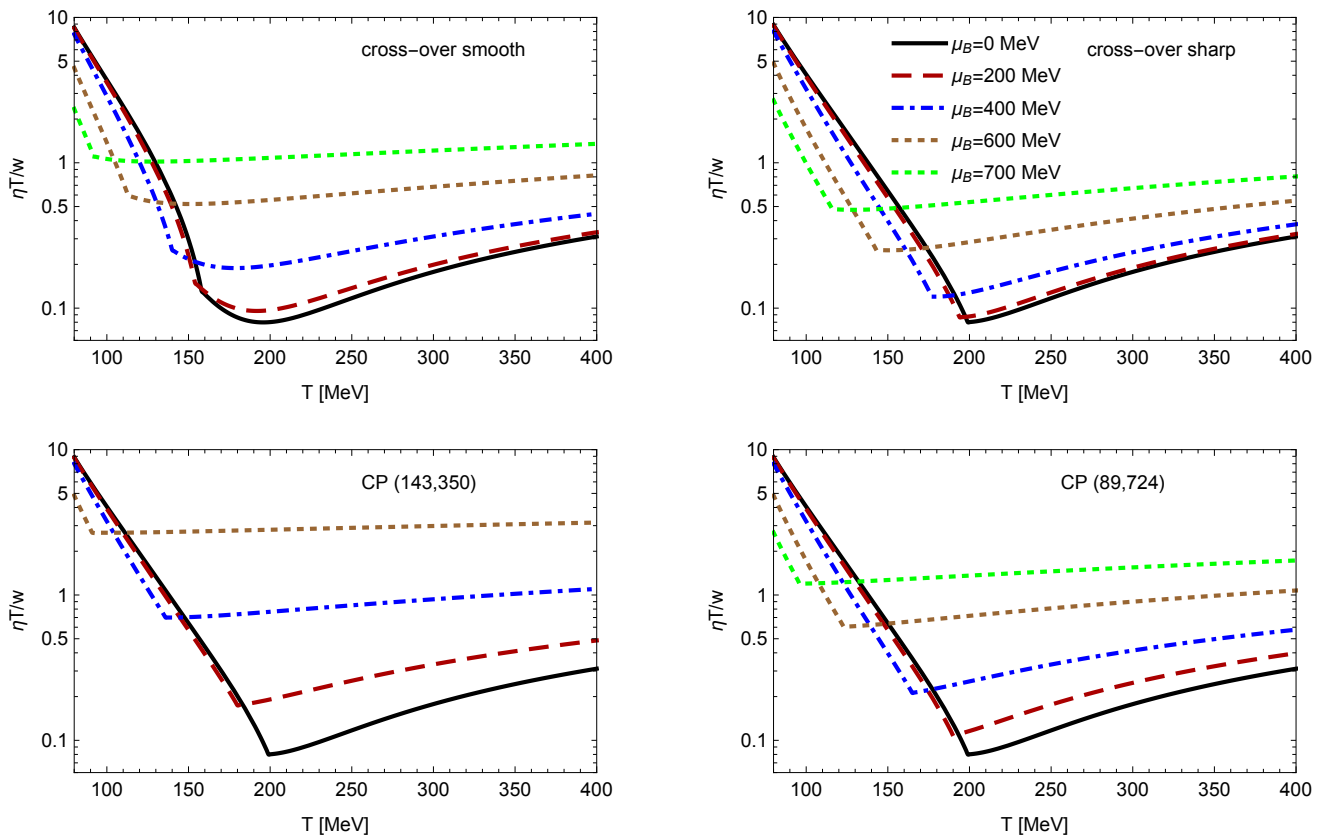 10
5
1
0.5
0.1
ηT/w
cross-over smooth
100 150 200 250 300 350 400
T [MeV]
10
5
1
0.5
0.1
ηT/w
cross-over sharp
μB=0 MeV
μB=200 MeV
μB=400 MeV
μB=600 MeV
μB=700 MeV
100 150 200 250 300 350 400
T [MeV]
10
5
1
0.5
0.1
ηT/w
CP (143,350)
100 150 200 250 300 350 400
T [MeV]
10
5
1
0.5
0.1
ηT/w
CP (89,724)
100 150 200 250 300 350 400
T [MeV]